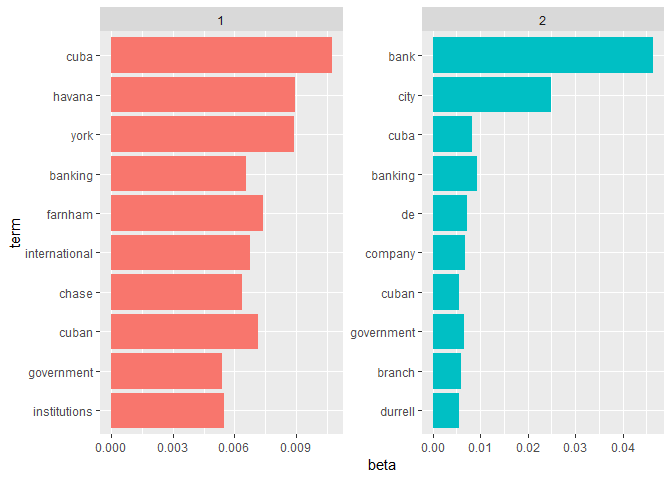 1
2
term
cuba
havana
york
banking
farnham
international
chase
cuban
government
institutions
bank
city
cuba
banking
de
company
cuban
government
branch
durrell
0.000 0.003 0.006 0.009
0.00 0.01 0.02 0.03 0.04
beta